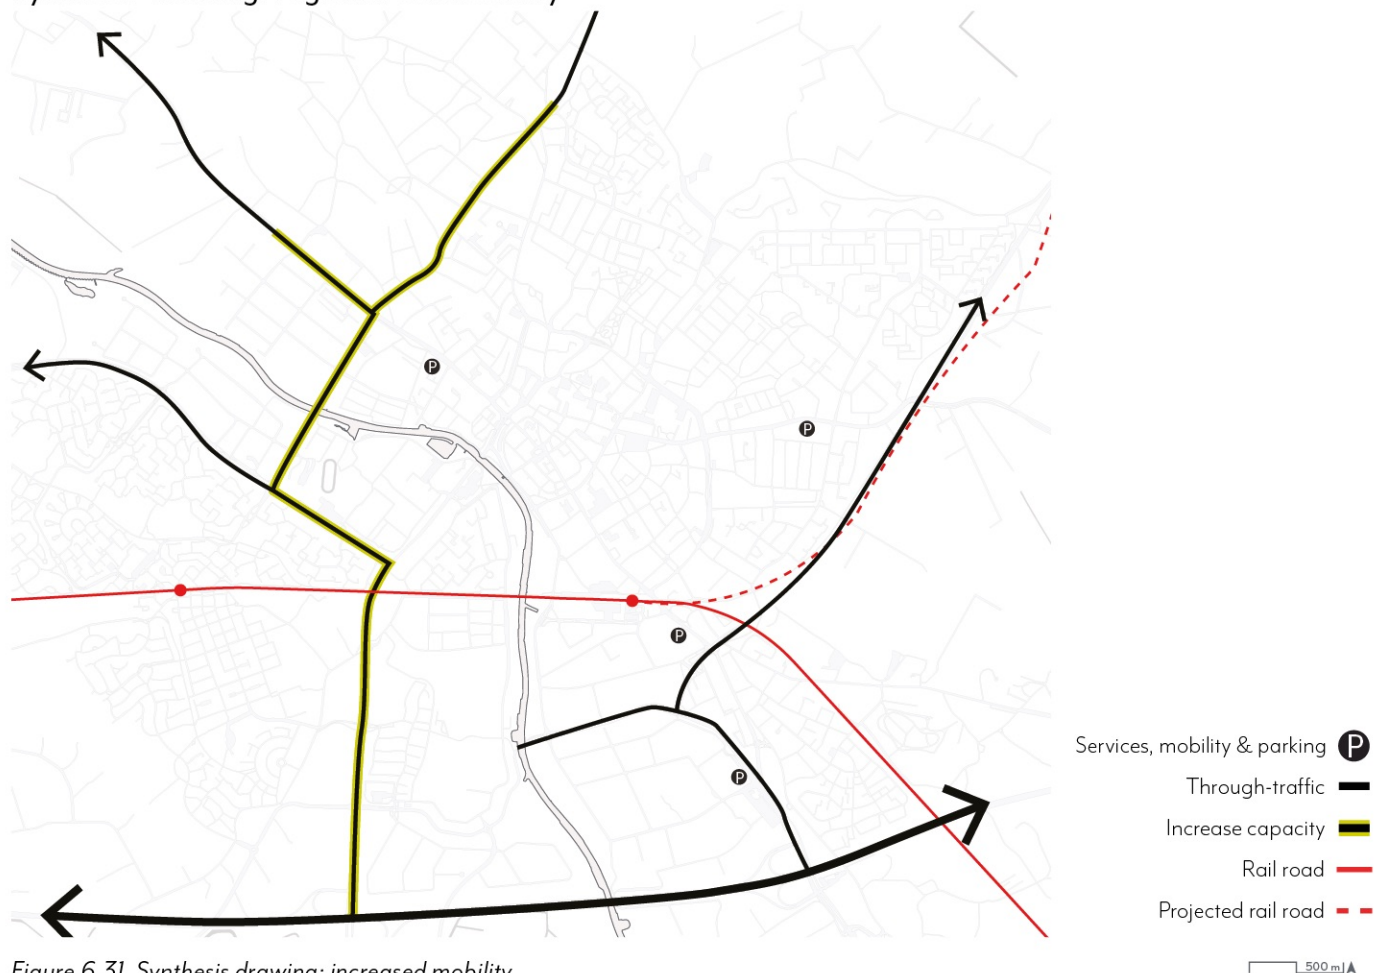 P
P
P
P
Services, mobility & parking P
Through-traffic
Increase capacity
Rail road
Projected rail road
500 m
Figure 6.31. Synthesis drawing: increased mobility